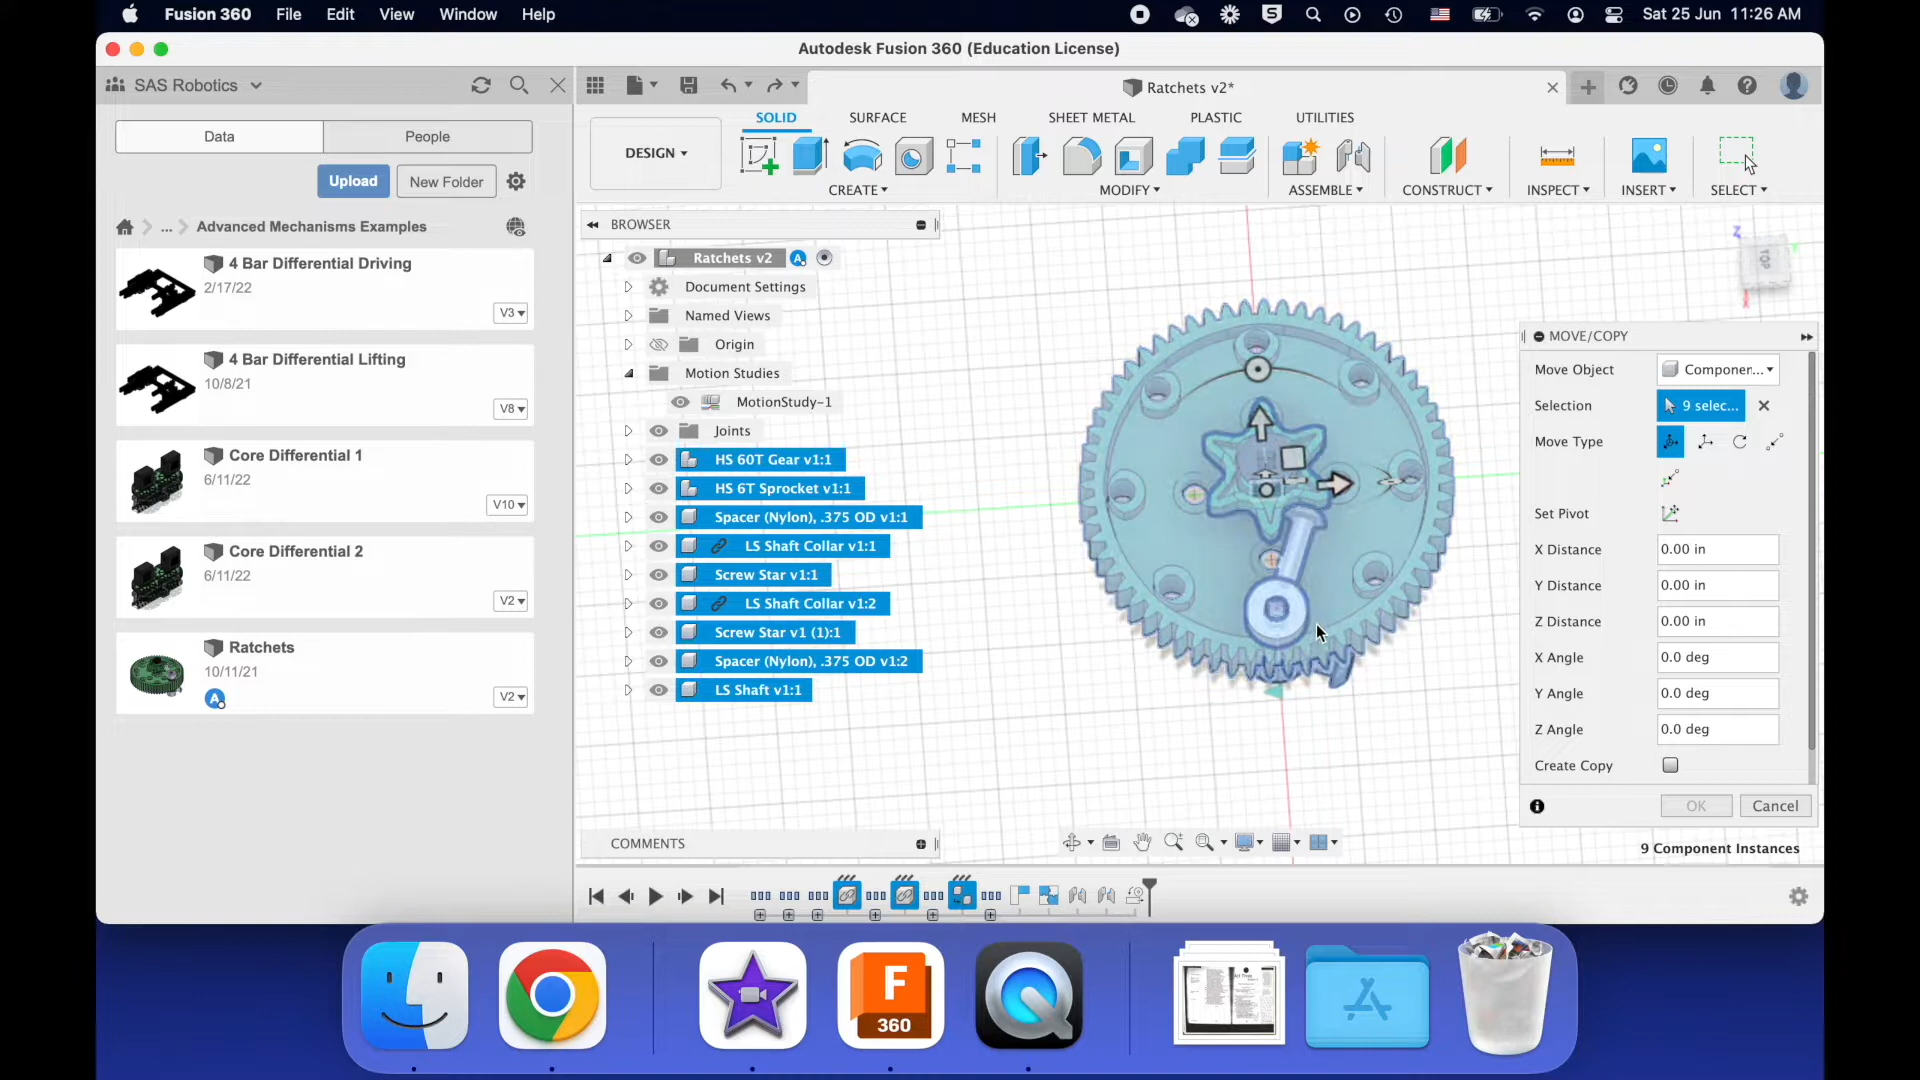 Fusion 360 File Edit View Window Help
Sat 25 Jun 11:26 AM
Autodesk Fusion 360 (Education License)
SAS Robotics
Ratchets v2*
Data People
Upload New Folder
... Advanced Mechanisms Examples
4 Bar Differential Driving
2/17/22
V3
4 Bar Differential Lifting
10/8/21
V8
Core Differential 1
6/11/22
V10
Core Differential 2
6/11/22
V2
Ratchets
10/11/21
A
V2
SOLID SURFACE MESH SHEET METAL PLASTIC UTILITIES
DESIGN
CREATE MODIFY ASSEMBLE CONSTRUCT INSPECT INSERT SELECT
BROWSER
Ratchets v2 A
Document Settings
Named Views
Origin
Motion Studies
MotionStudy-1
Joints
HS 60T Gear v1:1
HS 6T Sprocket v1:1
Spacer (Nylon), .375 OD v1:1
LS Shaft Collar v1:1
Screw Star v1:1
LS Shaft Collar v1:2
Screw Star v1 (1):1
Spacer (Nylon), .375 OD v1:2
LS Shaft v1:1
Z
TOP
X
MOVE/COPY
Move Object Componen...
Selection 9 selec...
Move Type
Set Pivot
X Distance 0.00 in
Y Distance 0.00 in
Z Distance 0.00 in
X Angle 0.0 deg
Y Angle 0.0 deg
Z Angle 0.0 deg
Create Copy
OK Cancel
COMMENTS
9 Component Instances
F
360